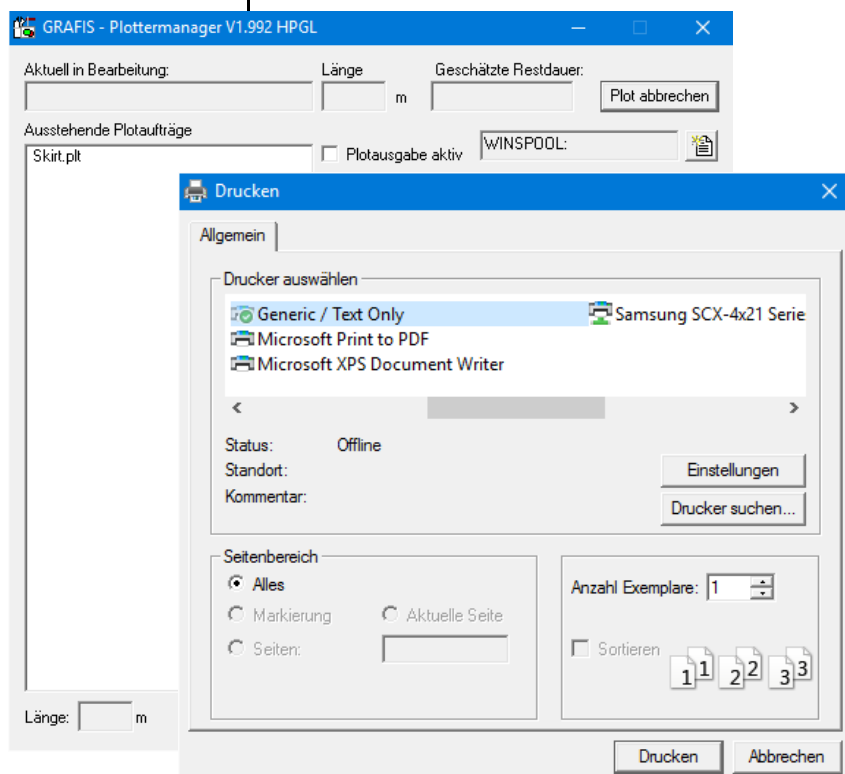 GRAFIS - Plottermanager V1.992 HPGL
Aktuell in Bearbeitung: Länge Geschätzte Restdauer:
m Plot abbrechen
Ausstehende Plotaufträge
Skirt.plt Plotausgabe aktiv WINSPOOL:
Drucken
Allgemein
Drucker auswählen
Generic / Text Only Samsung SCX-4x21 Serie
Microsoft Print to PDF
Microsoft XPS Document Writer
Status: Offline
Standort: Einstellungen
Kommentar: Drucker suchen...
Seitenbereich
Alles Anzahl Exemplare: 1
Markierung Aktuelle Seite
Seiten: Sortieren
1 1 2 2 3 3
Länge: m
Drucken Abbrechen